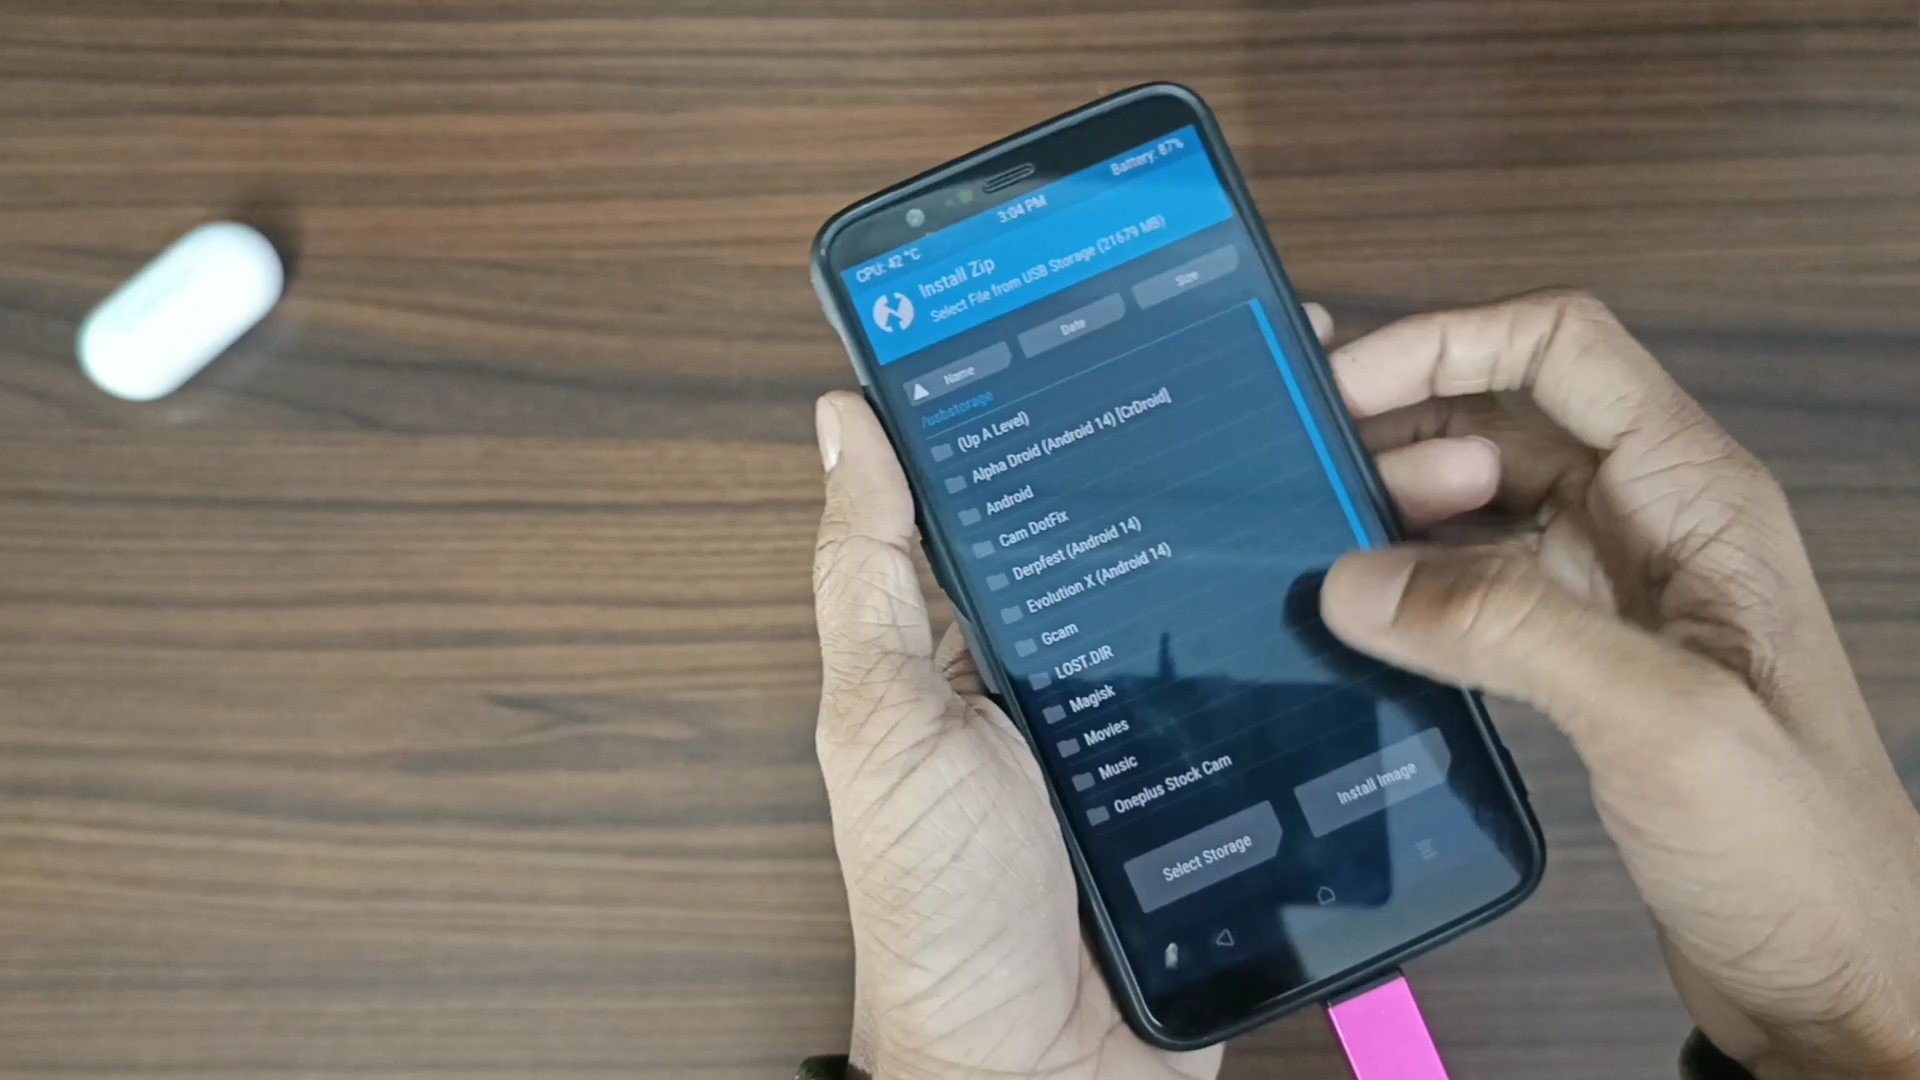 CPU: 42 °C
3:04 PM
Battery: 87%
Install Zip
Select File from USB Storage (21679 MB)
Name
Date
Size
/usbstorage
(Up A Level)
Alpha Droid (Android 14) [CrDroid]
Android
Cam DotFix
Derpfest (Android 14)
Evolution X (Android 14)
Gcam
LOST.DIR
Magisk
Movies
Music
Oneplus Stock Cam
Select Storage
Install Image